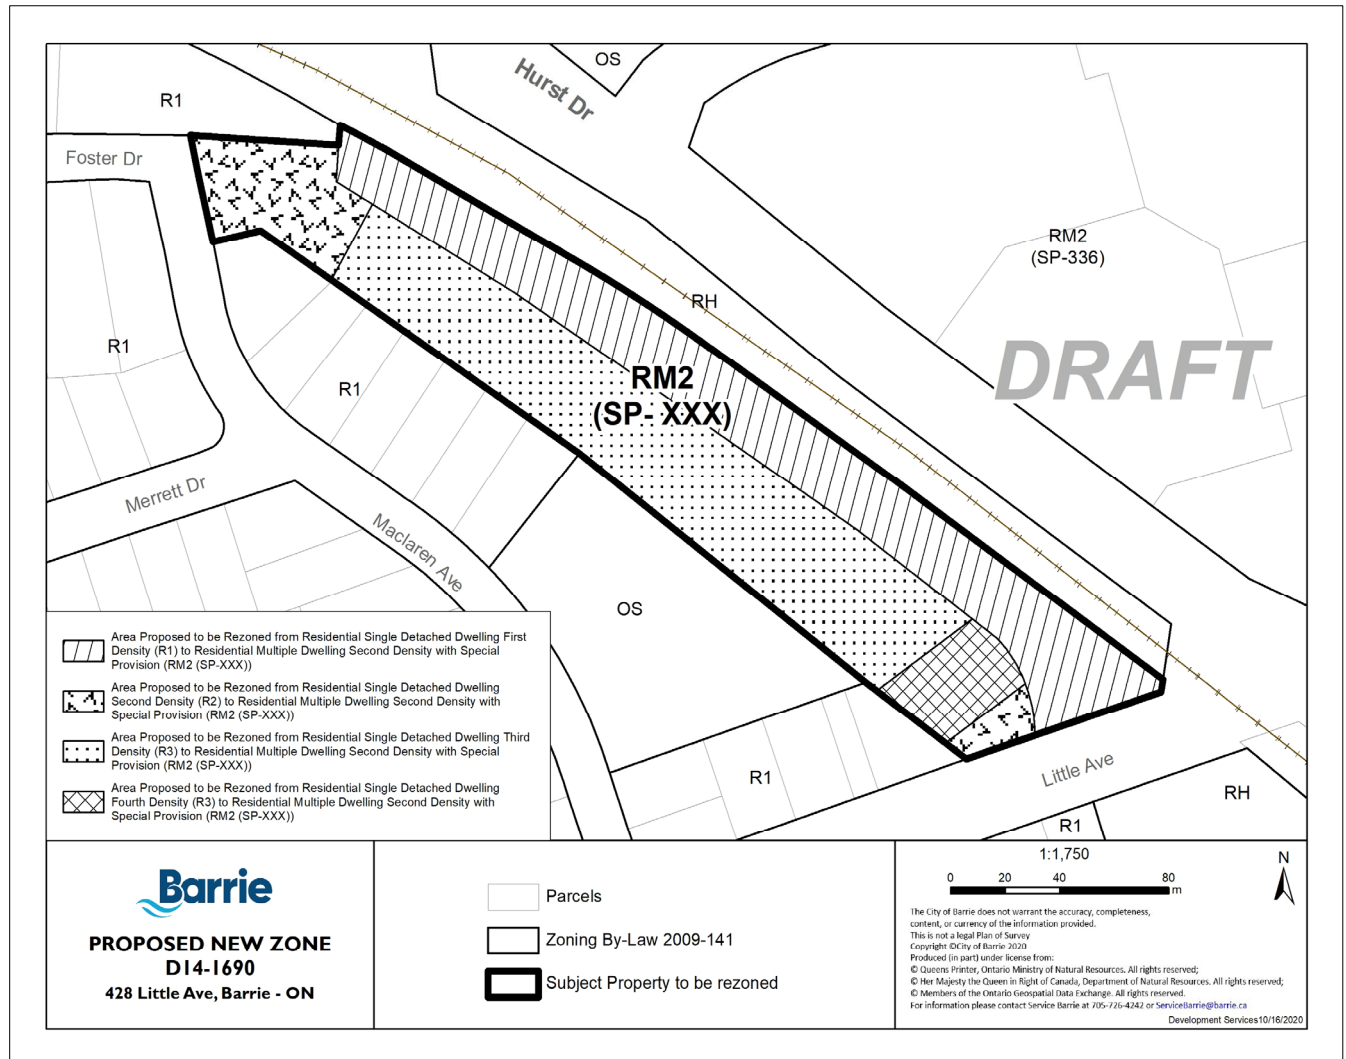 OS
Hurst Dr
R1
Foster Dr
RM2
(SP-336)
RH
R1
DRAFT
RM2
(SP- XXX)
R1
Merrett Dr
Maclaren Ave
OS
R1
Little Ave
RH
R1
Area Proposed to be Rezoned from Residential Single Detached Dwelling First
Density (R1) to Residential Multiple Dwelling Second Density with Special
Provision (RM2 (SP-XXX))
Area Proposed to be Rezoned from Residential Single Detached Dwelling
Second Density (R2) to Residential Multiple Dwelling Second Density with
Special Provision (RM2 (SP-XXX))
Area Proposed to be Rezoned from Residential Single Detached Dwelling Third
Density (R3) to Residential Multiple Dwelling Second Density with Special
Provision (RM2 (SP-XXX))
Area Proposed to be Rezoned from Residential Single Detached Dwelling
Fourth Density (R3) to Residential Multiple Dwelling Second Density with
Special Provision (RM2 (SP-XXX))
Barrie
PROPOSED NEW ZONE
D14-1690
428 Little Ave, Barrie - ON
Parcels
Zoning By-Law 2009-141
Subject Property to be rezoned
1:1,750
N
0 20 40 80
m
The City of Barrie does not warrant the accuracy, completeness,
content, or currency of the information provided.
This is not a legal Plan of Survey
Copyright ©City of Barrie 2020
Produced (in part) under license from:
© Queens Printer, Ontario Ministry of Natural Resources. All rights reserved;
© Her Majesty the Queen in Right of Canada, Department of Natural Resources. All rights reserved;
© Members of the Ontario Geospatial Data Exchange. All rights reserved.
For information please contact Service Barrie at 705-726-4242 or ServiceBarrie@barrie.ca
Development Services10/16/2020